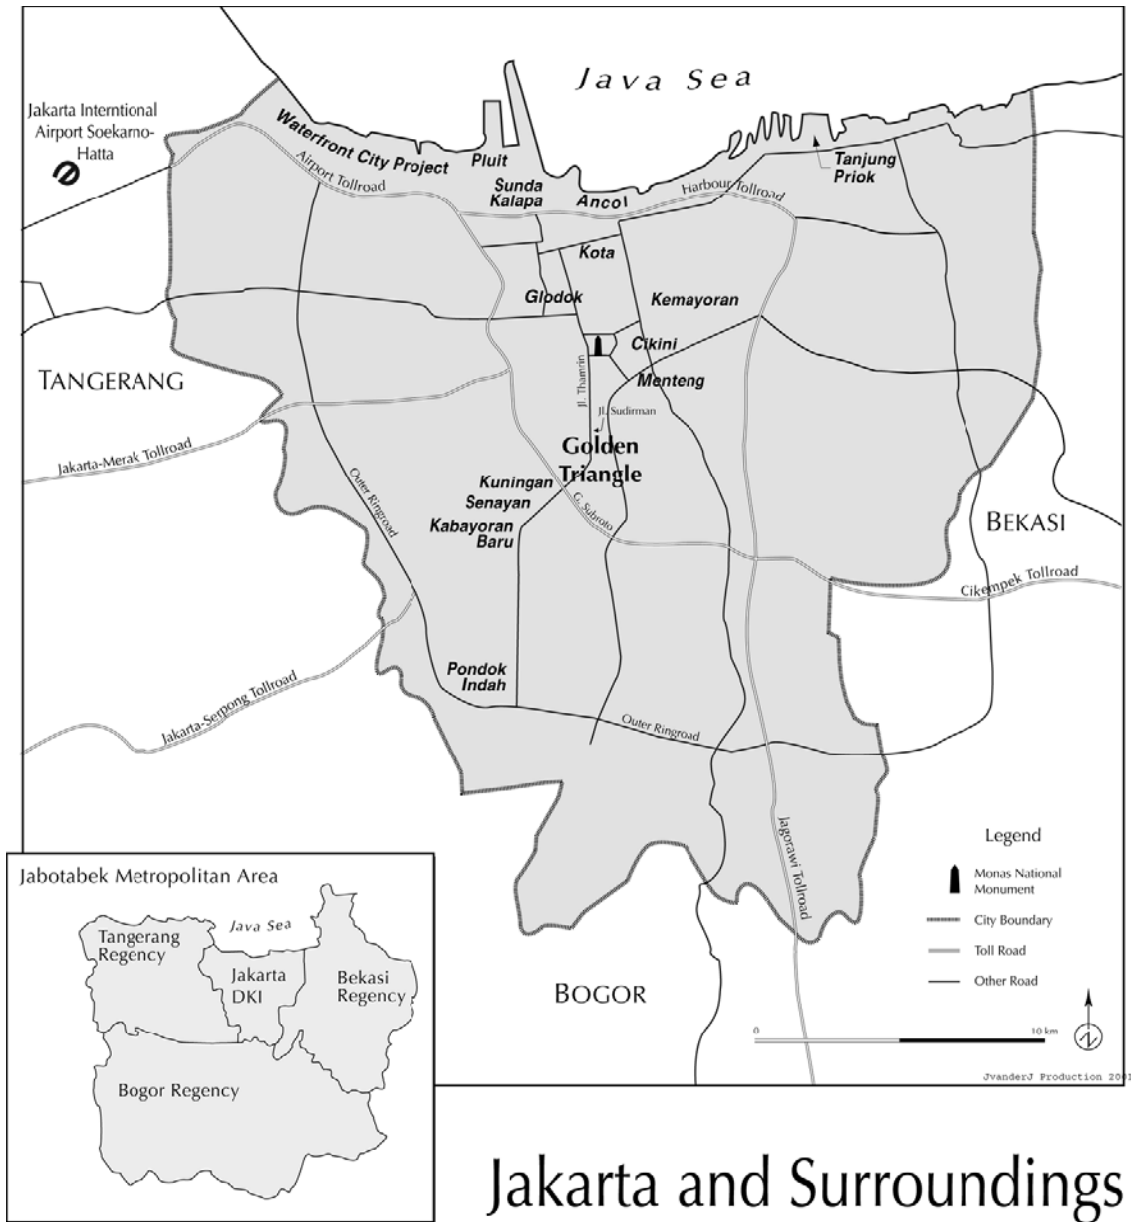 Java Sea
Jakarta Interntional
Airport Soekarno-
Hatta
Waterfront City Project
Airport Tollroad
Pluit
Sunda
Kalapa
Ancol
Harbour Tollroad
Tanjung
Priok
Kota
Glodok
Kemayoran
Cikini
Menteng
TANGERANG
Jl. Thamrin
Jl. Sudirman
Golden
Triangle
Jakarta-Merak Tollroad
Outer Ringroad
Kuningan
Senayan
Kabayoran
Baru
G. Subroto
BEKASI
Cikempek Tollroad
Pondok
Indah
Jakarta-Serpong Tollroad
Outer Ringroad
Jagorawi Tollroad
BOGOR
Legend
Monas National
Monument
City Boundary
Toll Road
Other Road
0
10 km
JvanderJ Production 2001
Jabotabek Metropolitan Area
Java Sea
Tangerang
Regency
Jakarta
DKI
Bekasi
Regency
Bogor Regency
Jakarta and Surroundings